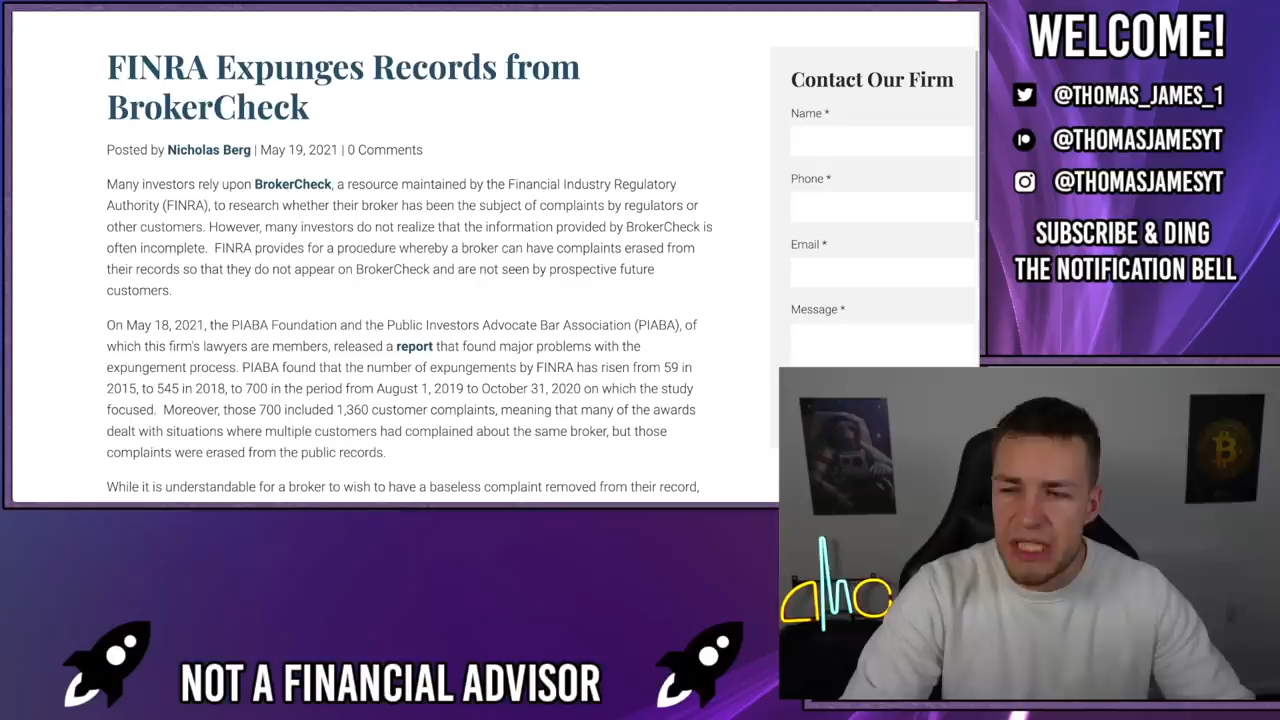 FINRA Expunges Records from
BrokerCheck
Posted by Nicholas Berg | May 19, 2021 | 0 Comments
Many investors rely upon BrokerCheck, a resource maintained by the Financial Industry Regulatory
Authority (FINRA), to research whether their broker has been the subject of complaints by regulators or
other customers. However, many investors do not realize that the information provided by BrokerCheck is
often incomplete. FINRA provides for a procedure whereby a broker can have complaints erased from
their records so that they do not appear on BrokerCheck and are not seen by prospective future
customers.
On May 18, 2021, the PIABA Foundation and the Public Investors Advocate Bar Association (PIABA), of
which this firm's lawyers are members, released a report that found major problems with the
expungement process. PIABA found that the number of expungements by FINRA has risen from 59 in
2015, to 545 in 2018, to 700 in the period from August 1, 2019 to October 31, 2020 on which the study
focused. Moreover, those 700 included 1,360 customer complaints, meaning that many of the awards
dealt with situations where multiple customers had complained about the same broker, but those
complaints were erased from the public records.
While it is understandable for a broker to wish to have a baseless complaint removed from their record,
Contact Our Firm
Name *
Phone *
Email *
Message *
WELCOME!
@THOMAS_JAMES_1
@THOMASJAMESYT
@THOMASJAMESYT
SUBSCRIBE & DING
THE NOTIFICATION BELL
amc
NOT A FINANCIAL ADVISOR